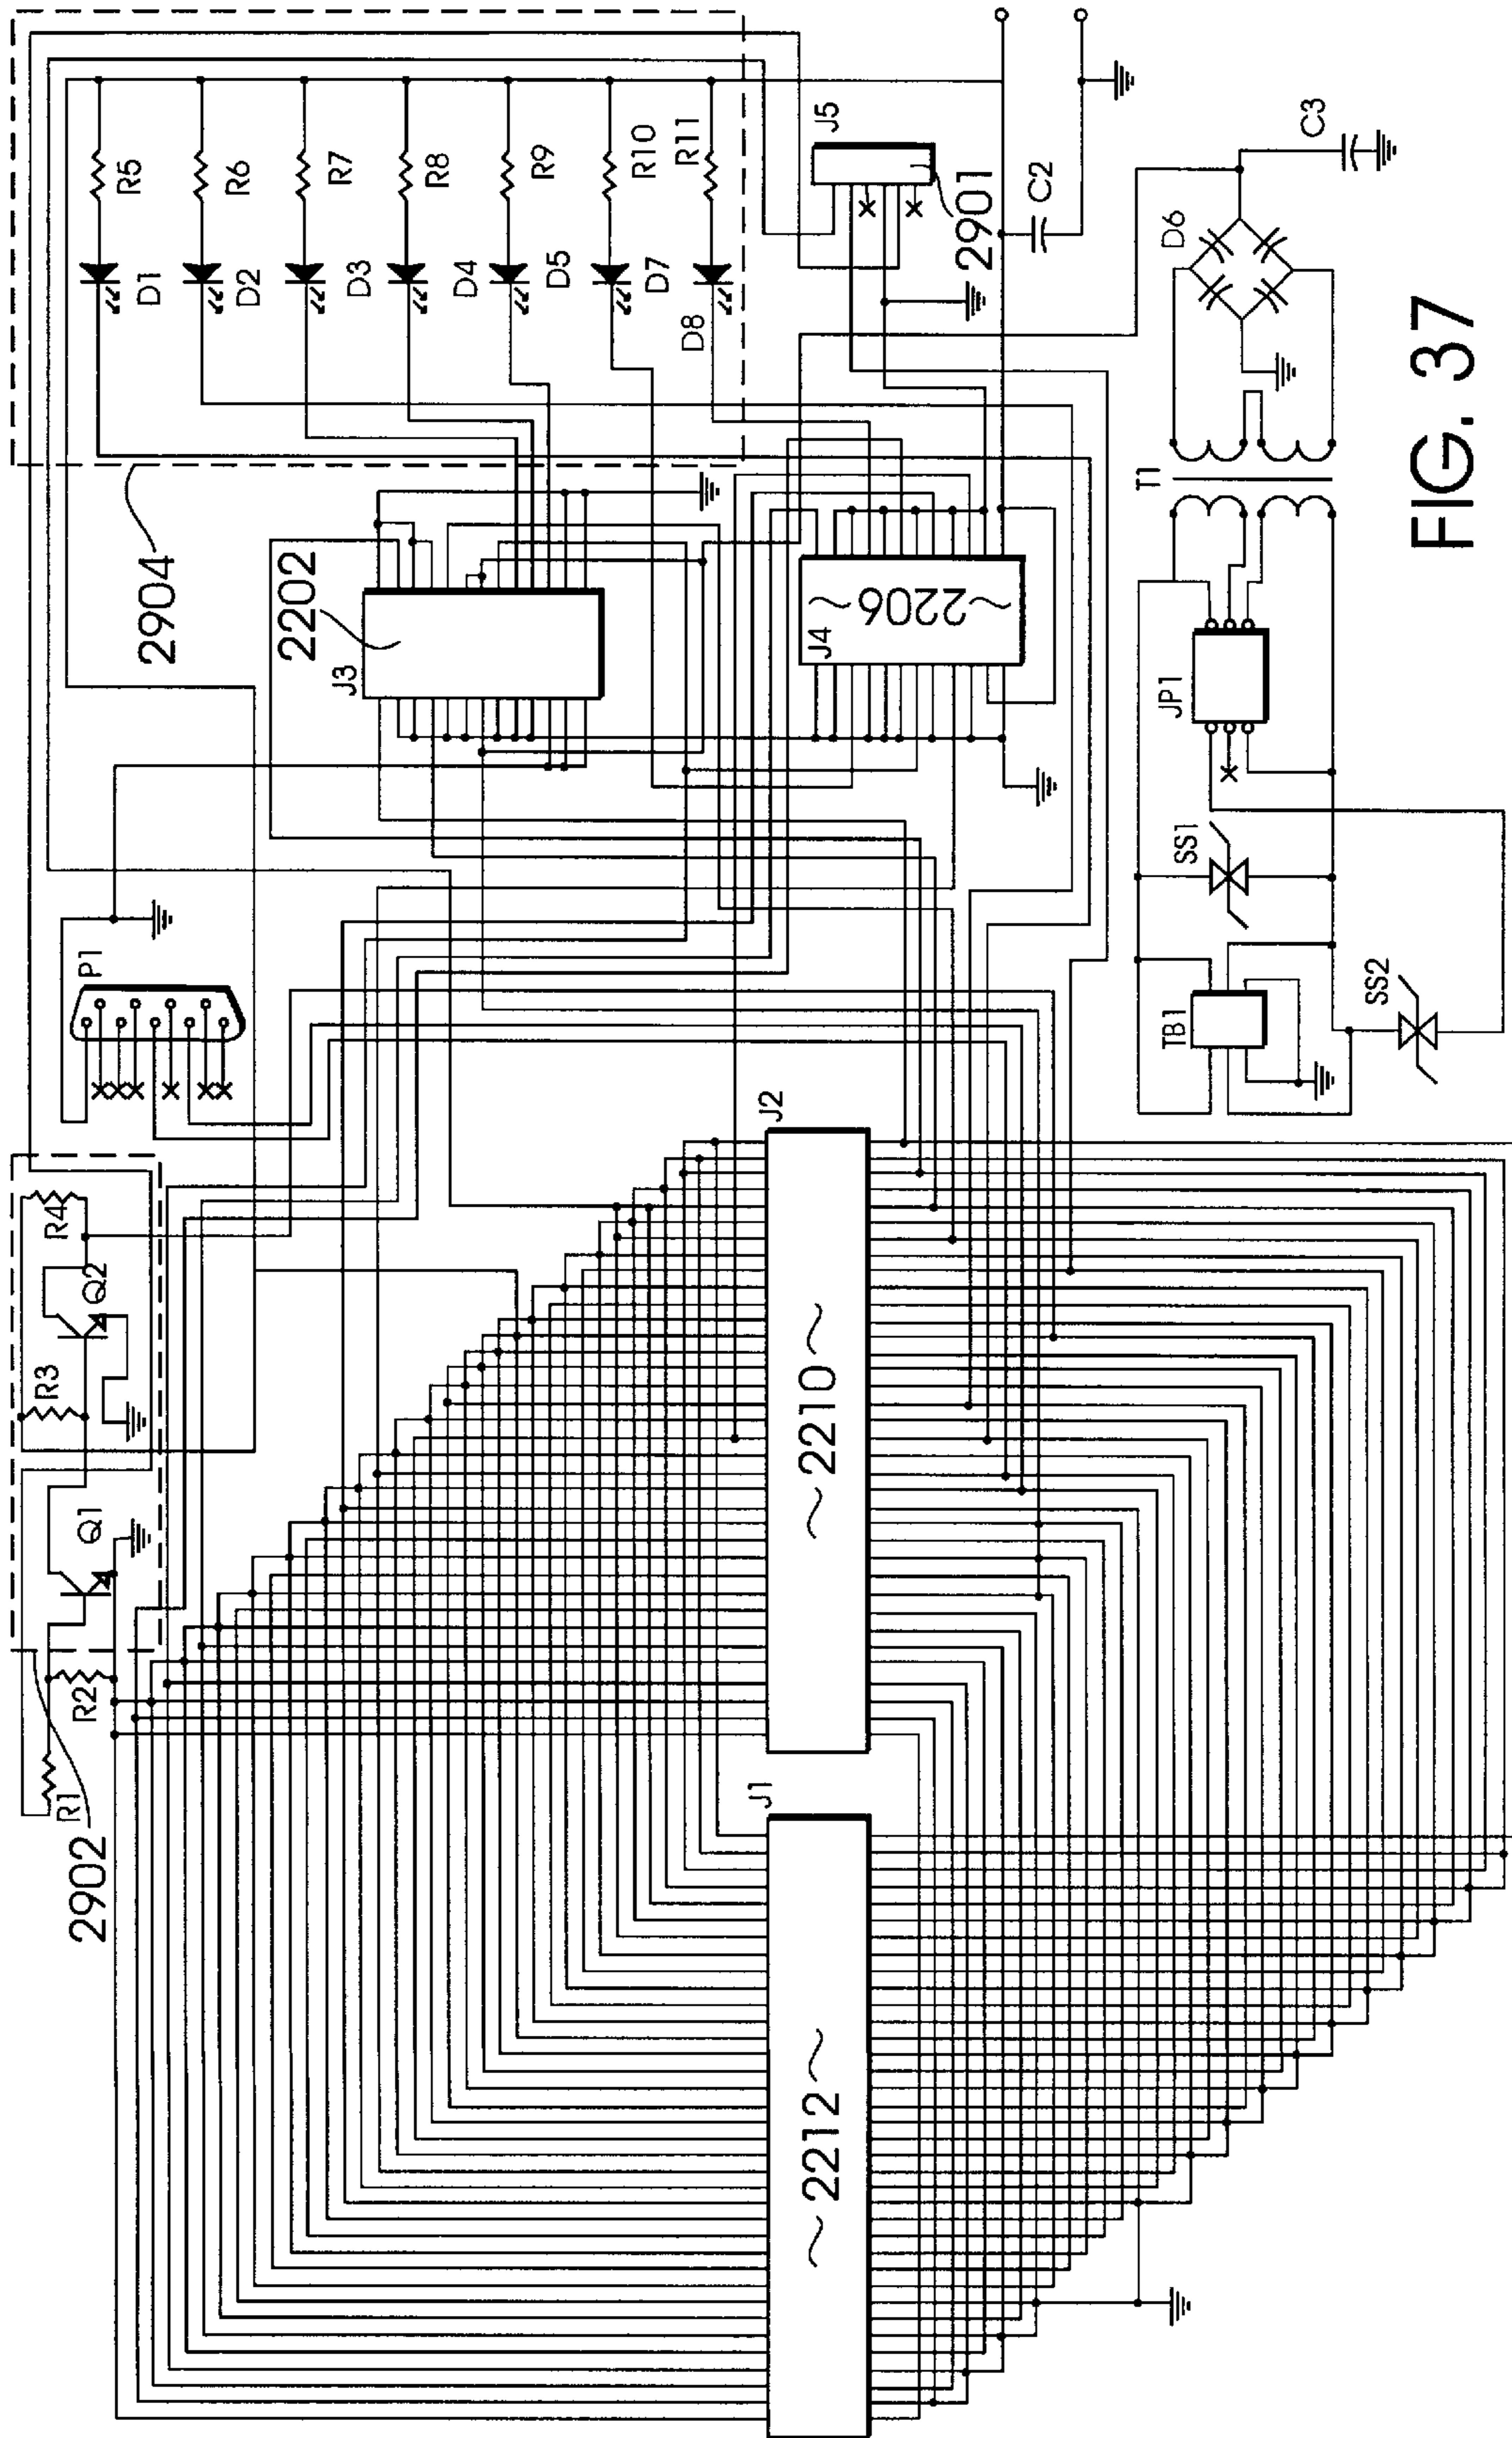 R5
R6
R7
R8
R9
R10
R11
D1
D2
D3
D4
D5
D7
D8
2904
2202
J3
~2206~
J4
J5
2901
C2
C3
D6
T1
JP1
SS1
TB1
SS2
P1
R4
Q2
R3
Q1
R2
R1
2902
J2
~2210~
J1
~2212~
FIG. 37